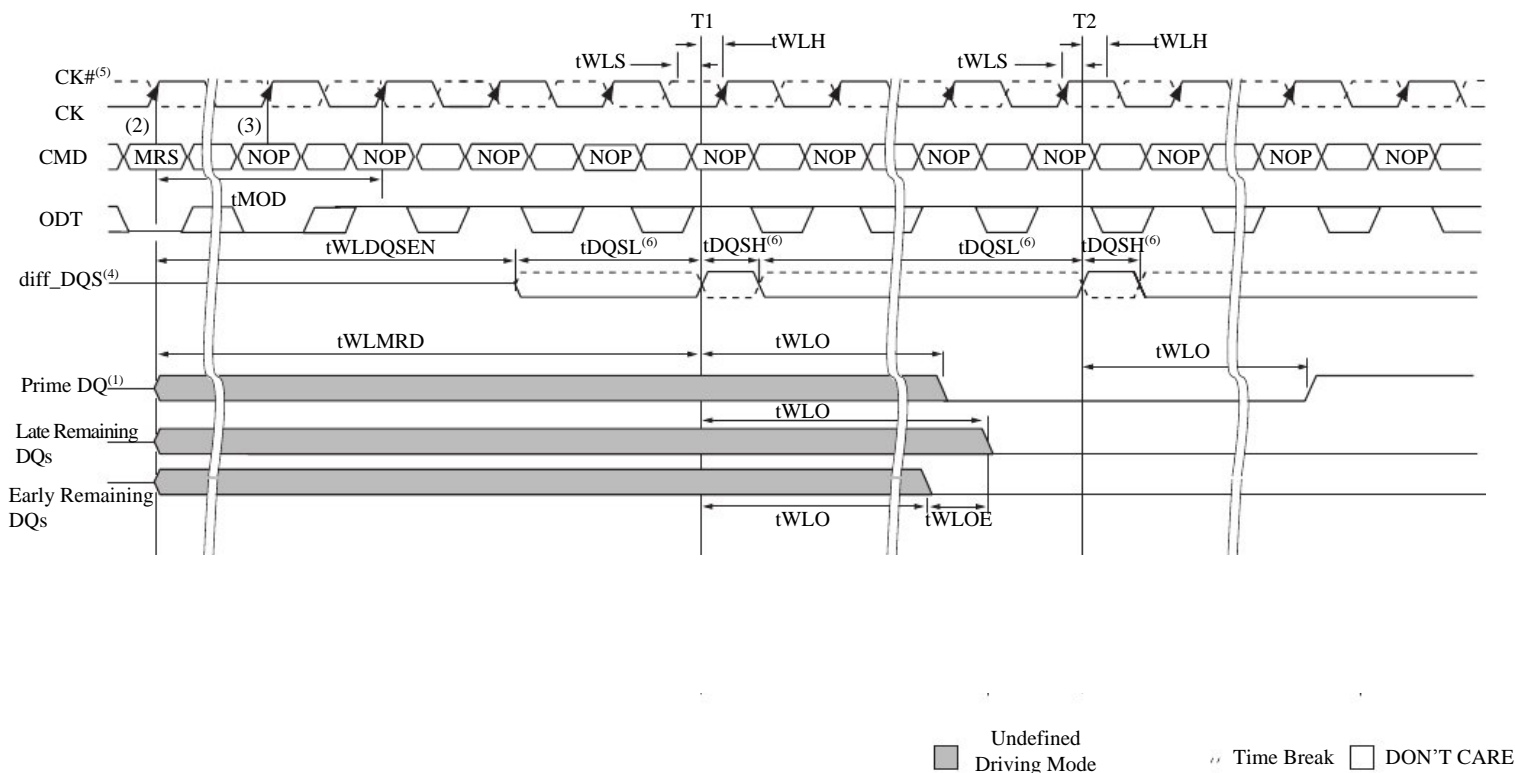 T1 T2
tWLH tWLH
tWLS tWLS
CK#(5)
CK
(2) (3)
CMD MRS NOP NOP NOP NOP NOP NOP NOP NOP NOP NOP NOP
tMOD
ODT
tWLDQSEN tDQSL(6) tDQSH(6) tDQSL(6) tDQSH(6)
diff_DQS(4)
tWLMRD tWLO tWLO
Prime DQ(1)
tWLO
Late Remaining
DQs
Early Remaining
DQs
tWLO tWLOE
Undefined
Driving Mode
Time Break DON'T CARE